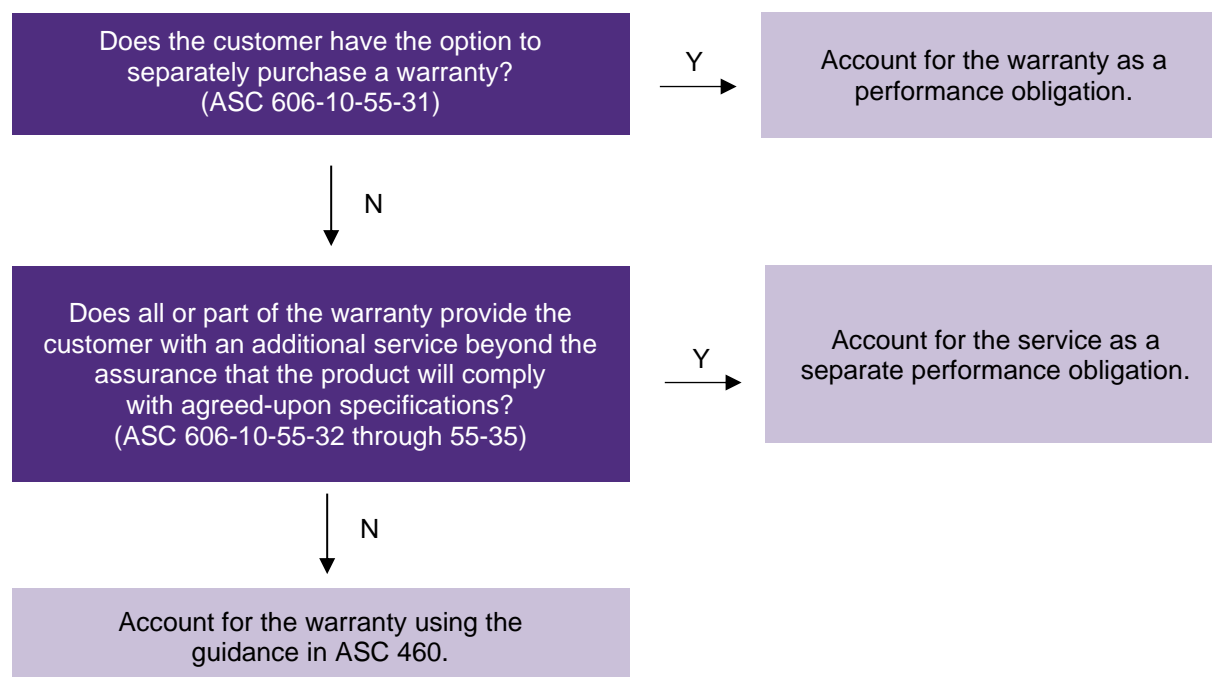 Does the customer have the option to
separately purchase a warranty?
(ASC 606-10-55-31)
Y
Account for the warranty as a
performance obligation.
N
Does all or part of the warranty provide the
customer with an additional service beyond the
assurance that the product will comply
with agreed-upon specifications?
(ASC 606-10-55-32 through 55-35)
Y
Account for the service as a
separate performance obligation.
N
Account for the warranty using the
guidance in ASC 460.